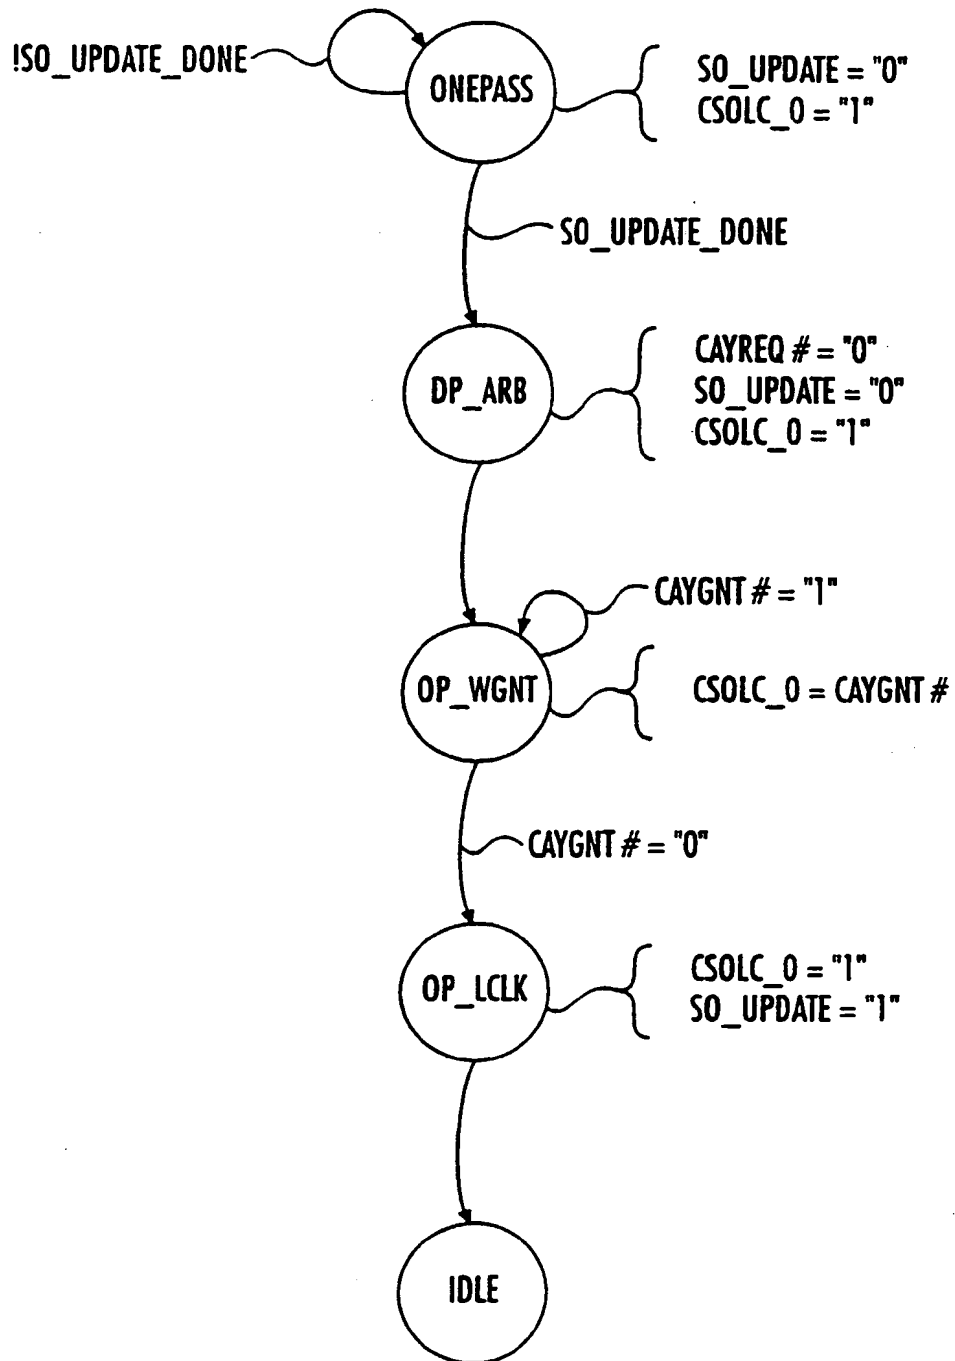 !SO_UPDATE_DONE
ONEPASS
SO_UPDATE = "0"
CSOLC_0 = "1"
SO_UPDATE_DONE
DP_ARB
CAYREQ # = "0"
SO_UPDATE = "0"
CSOLC_0 = "1"
CAYGNT # = "1"
OP_WGNT
CSOLC_0 = CAYGNT #
CAYGNT # = "0"
OP_LCLK
CSOLC_0 = "1"
SO_UPDATE = "1"
IDLE